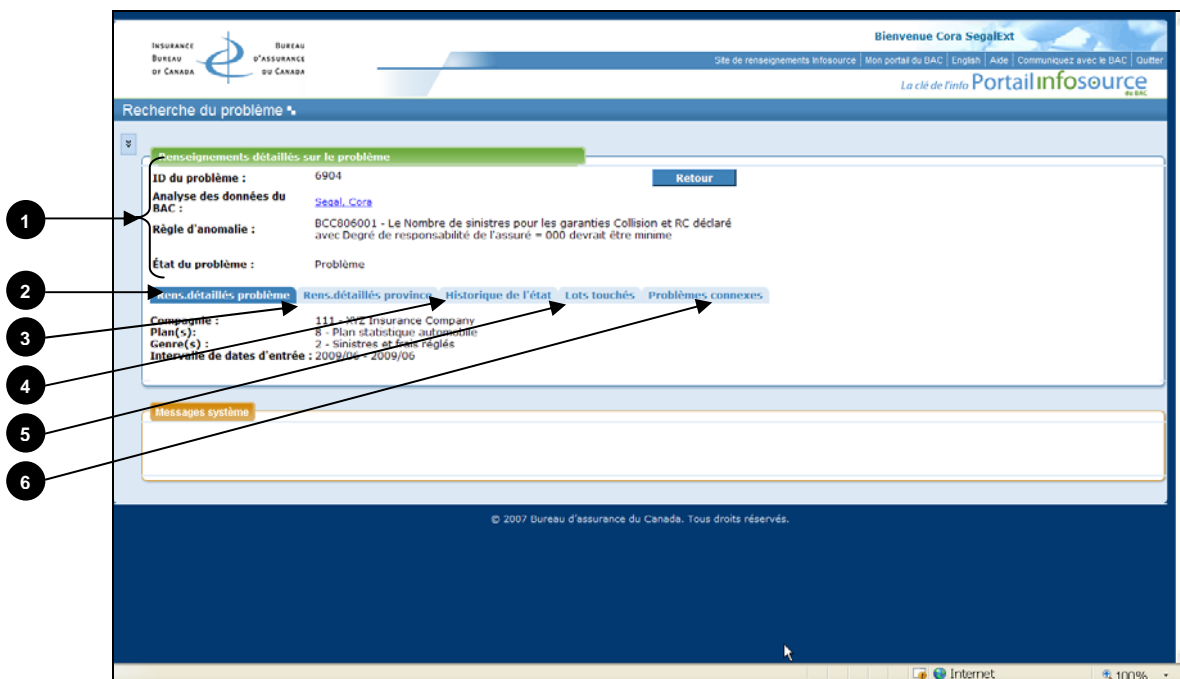 Bienvenue Cora SegalExt
INSURANCE BUREAU OF CANADA
BUREAU D'ASSURANCE DU CANADA
Site de renseignements Infosource | Mon portail du BAC | English | Aide | Communiquez avec le BAC | Quitter
La clé de l'info Portail infosource du BAC
Recherche du problème
Renseignements détaillés sur le problème
ID du problème : 6904
Retour
Analyse des données du BAC : Segal, Cora
1
Règle d'anomalie : BCC806001 - Le Nombre de sinistres pour les garanties Collision et RC déclaré
avec Degré de responsabilité de l'assuré = 000 devrait être minime
État du problème : Problème
2
Rens.détaillés problème Rens.détaillés province Historique de l'état Lots touchés Problèmes connexes
Compagnie : 111 - XYZ Insurance Company
Plan(s): 8 - Plan statistique automobile
3
Genre(s) : 2 - Sinistres et frais réglés
Intervalle de dates d'entrée : 2009/06 - 2009/06
4
Messages système
5
6
© 2007 Bureau d'assurance du Canada. Tous droits réservés.
Internet
100%